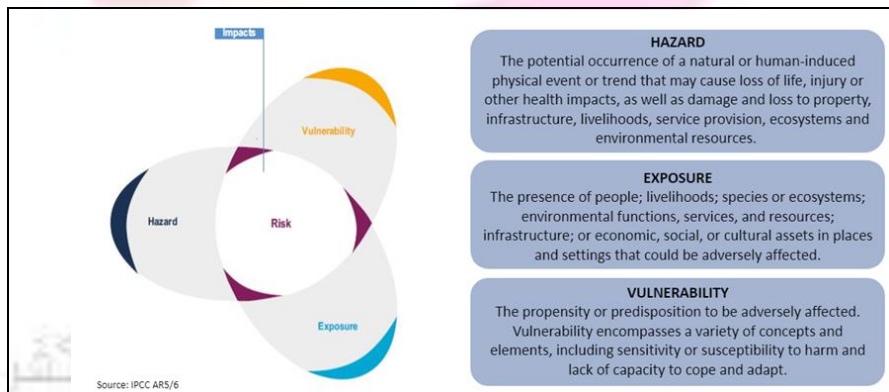 Impacts
Vulnerability
Hazard
Risk
Exposure
Source: IPCC AR5/6
HAZARD
The potential occurrence of a natural or human-induced
physical event or trend that may cause loss of life, injury or
other health impacts, as well as damage and loss to property,
infrastructure, livelihoods, service provision, ecosystems and
environmental resources.
EXPOSURE
The presence of people; livelihoods; species or ecosystems;
environmental functions, services, and resources;
infrastructure; or economic, social, or cultural assets in places
and settings that could be adversely affected.
VULNERABILITY
The propensity or predisposition to be adversely affected.
Vulnerability encompasses a variety of concepts and
elements, including sensitivity or susceptibility to harm and
lack of capacity to cope and adapt.